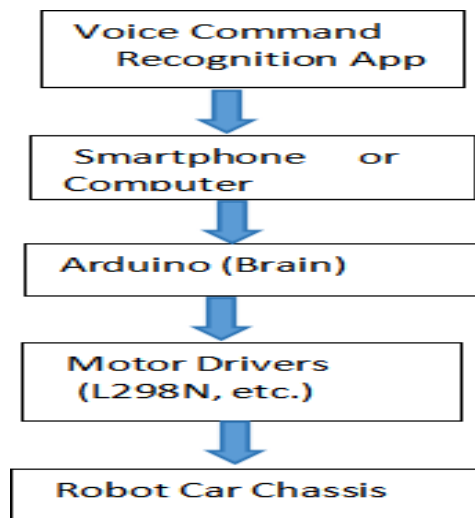 Voice Command
Recognition App
Smartphone or
Computer
Arduino (Brain)
Motor Drivers
(L298N, etc.)
Robot Car Chassis